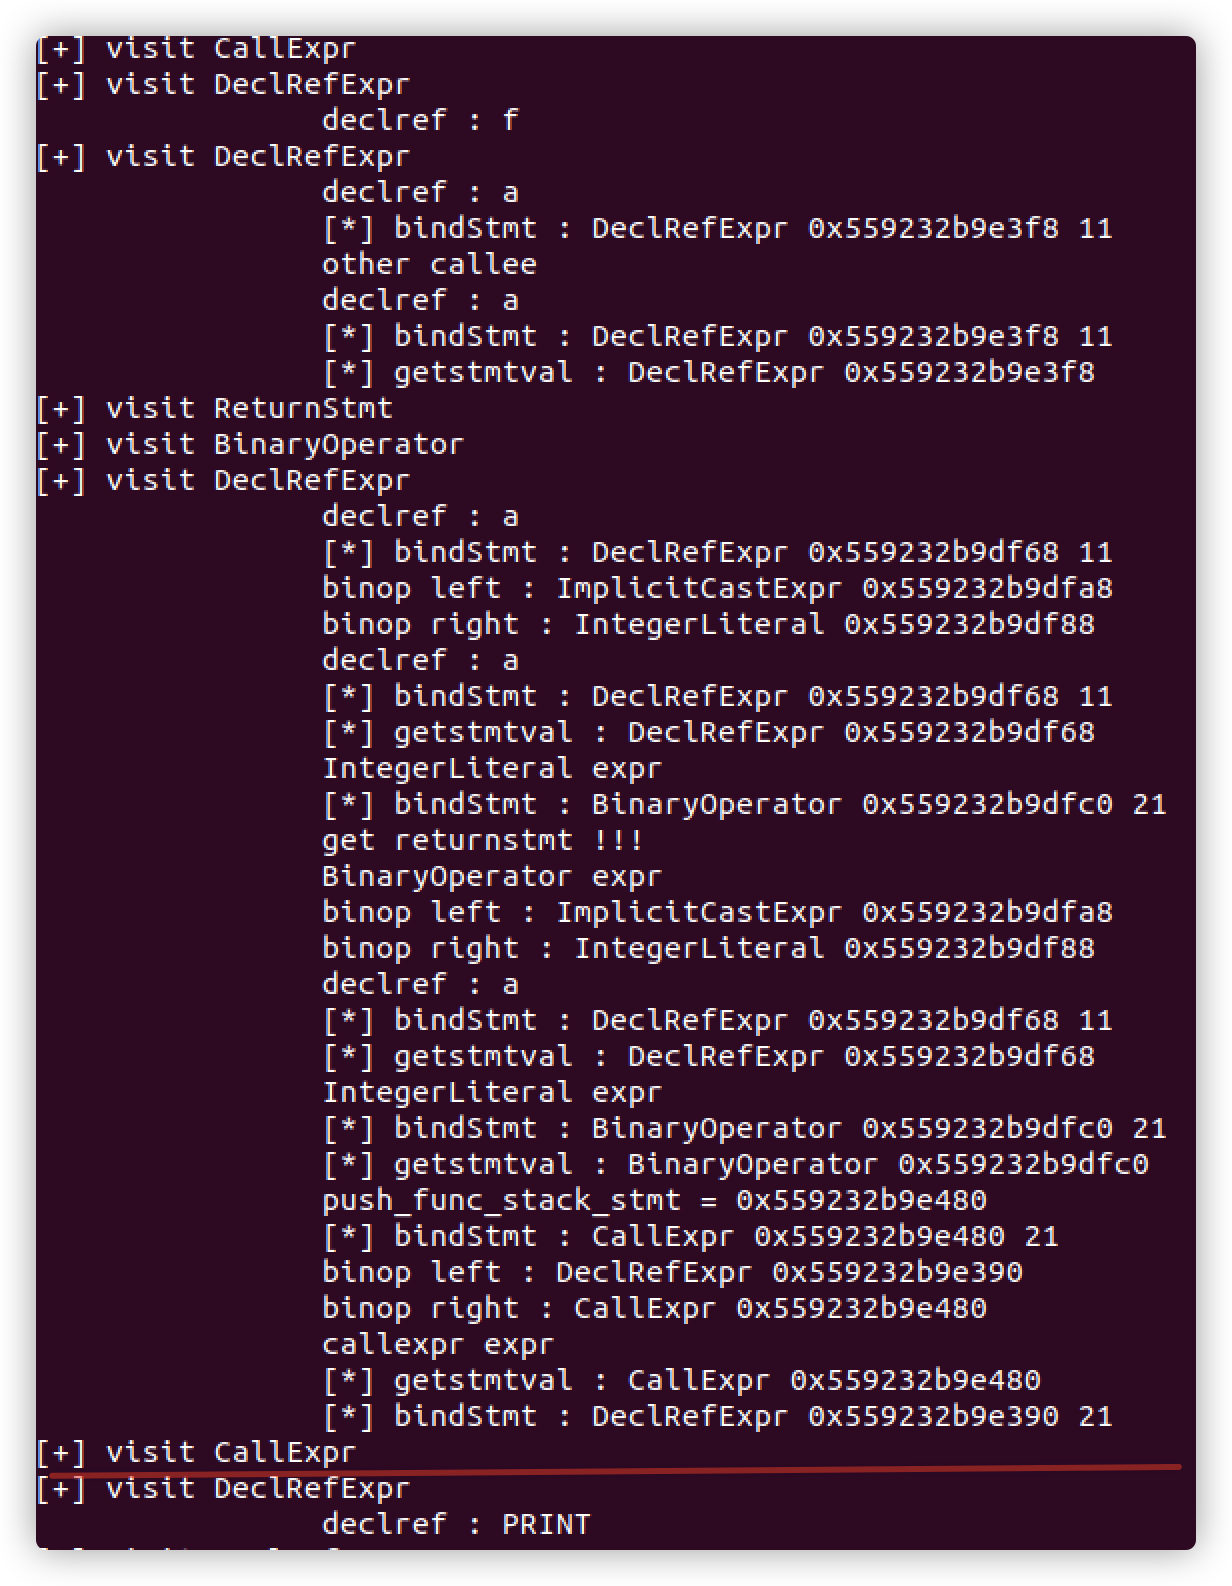 [+] visit CallExpr
[+] visit DeclRefExpr
declref : f
[+] visit DeclRefExpr
declref : a
[*] bindStmt : DeclRefExpr 0x559232b9e3f8 11
other callee
declref : a
[*] bindStmt : DeclRefExpr 0x559232b9e3f8 11
[*] getstmtval : DeclRefExpr 0x559232b9e3f8
[+] visit ReturnStmt
[+] visit BinaryOperator
[+] visit DeclRefExpr
declref : a
[*] bindStmt : DeclRefExpr 0x559232b9df68 11
binop left : ImplicitCastExpr 0x559232b9dfa8
binop right : IntegerLiteral 0x559232b9df88
declref : a
[*] bindStmt : DeclRefExpr 0x559232b9df68 11
[*] getstmtval : DeclRefExpr 0x559232b9df68
IntegerLiteral expr
[*] bindStmt : BinaryOperator 0x559232b9dfc0 21
get returnstmt !!!
BinaryOperator expr
binop left : ImplicitCastExpr 0x559232b9dfa8
binop right : IntegerLiteral 0x559232b9df88
declref : a
[*] bindStmt : DeclRefExpr 0x559232b9df68 11
[*] getstmtval : DeclRefExpr 0x559232b9df68
IntegerLiteral expr
[*] bindStmt : BinaryOperator 0x559232b9dfc0 21
[*] getstmtval : BinaryOperator 0x559232b9dfc0
push_func_stack_stmt = 0x559232b9e480
[*] bindStmt : CallExpr 0x559232b9e480 21
binop left : DeclRefExpr 0x559232b9e390
binop right : CallExpr 0x559232b9e480
callexpr expr
[*] getstmtval : CallExpr 0x559232b9e480
[*] bindStmt : DeclRefExpr 0x559232b9e390 21
[+] visit CallExpr
[+] visit DeclRefExpr
declref : PRINT